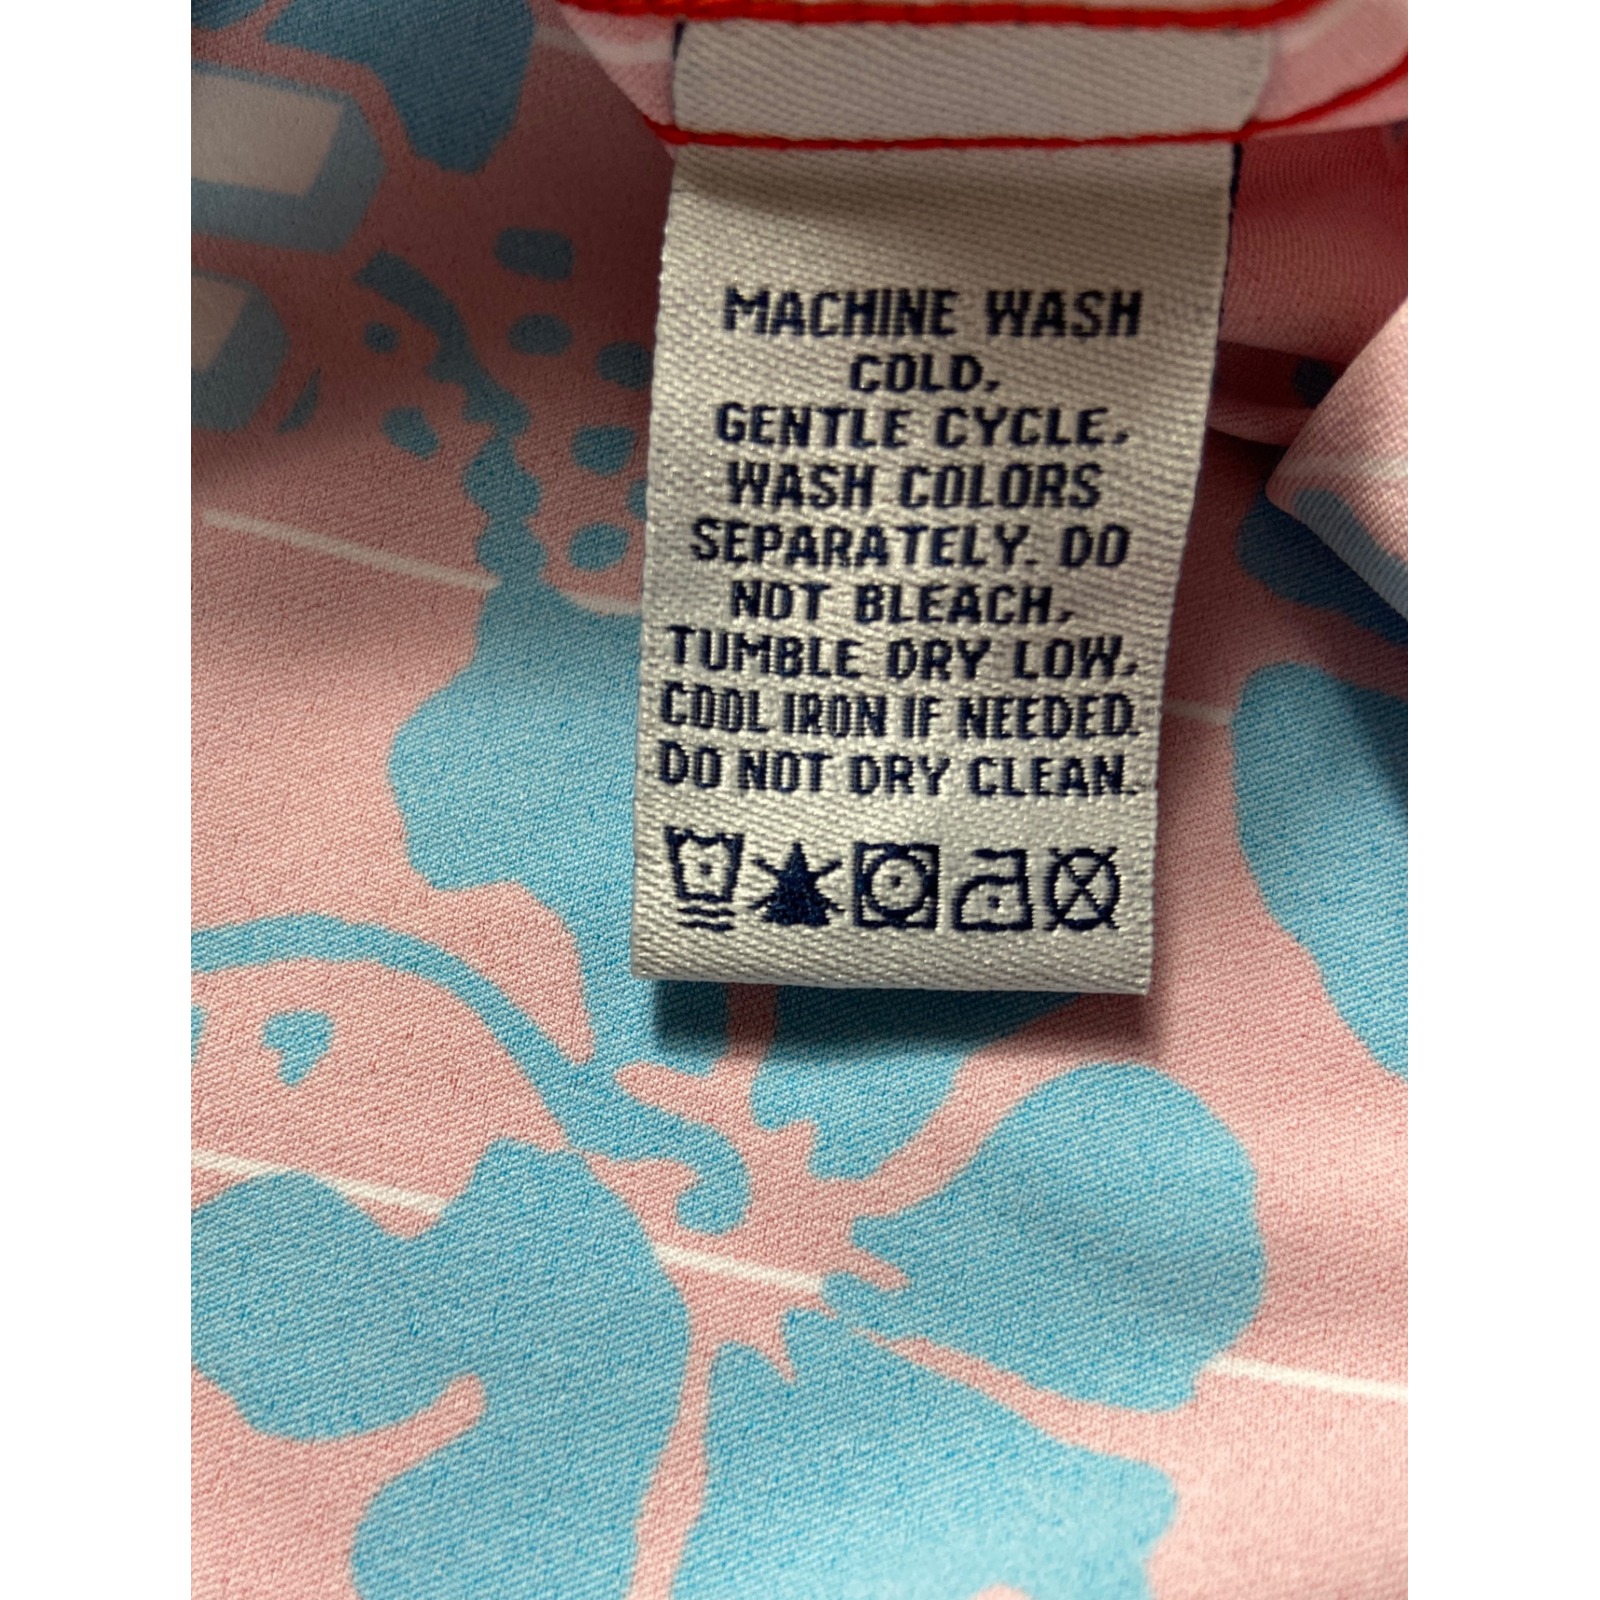 MACHINE WASH
COLD,
GENTLE CYCLE,
WASH COLORS
SEPARATELY. DO
NOT BLEACH,
TUMBLE DRY LOW,
COOL IRON IF NEEDED.
DO NOT DRY CLEAN.